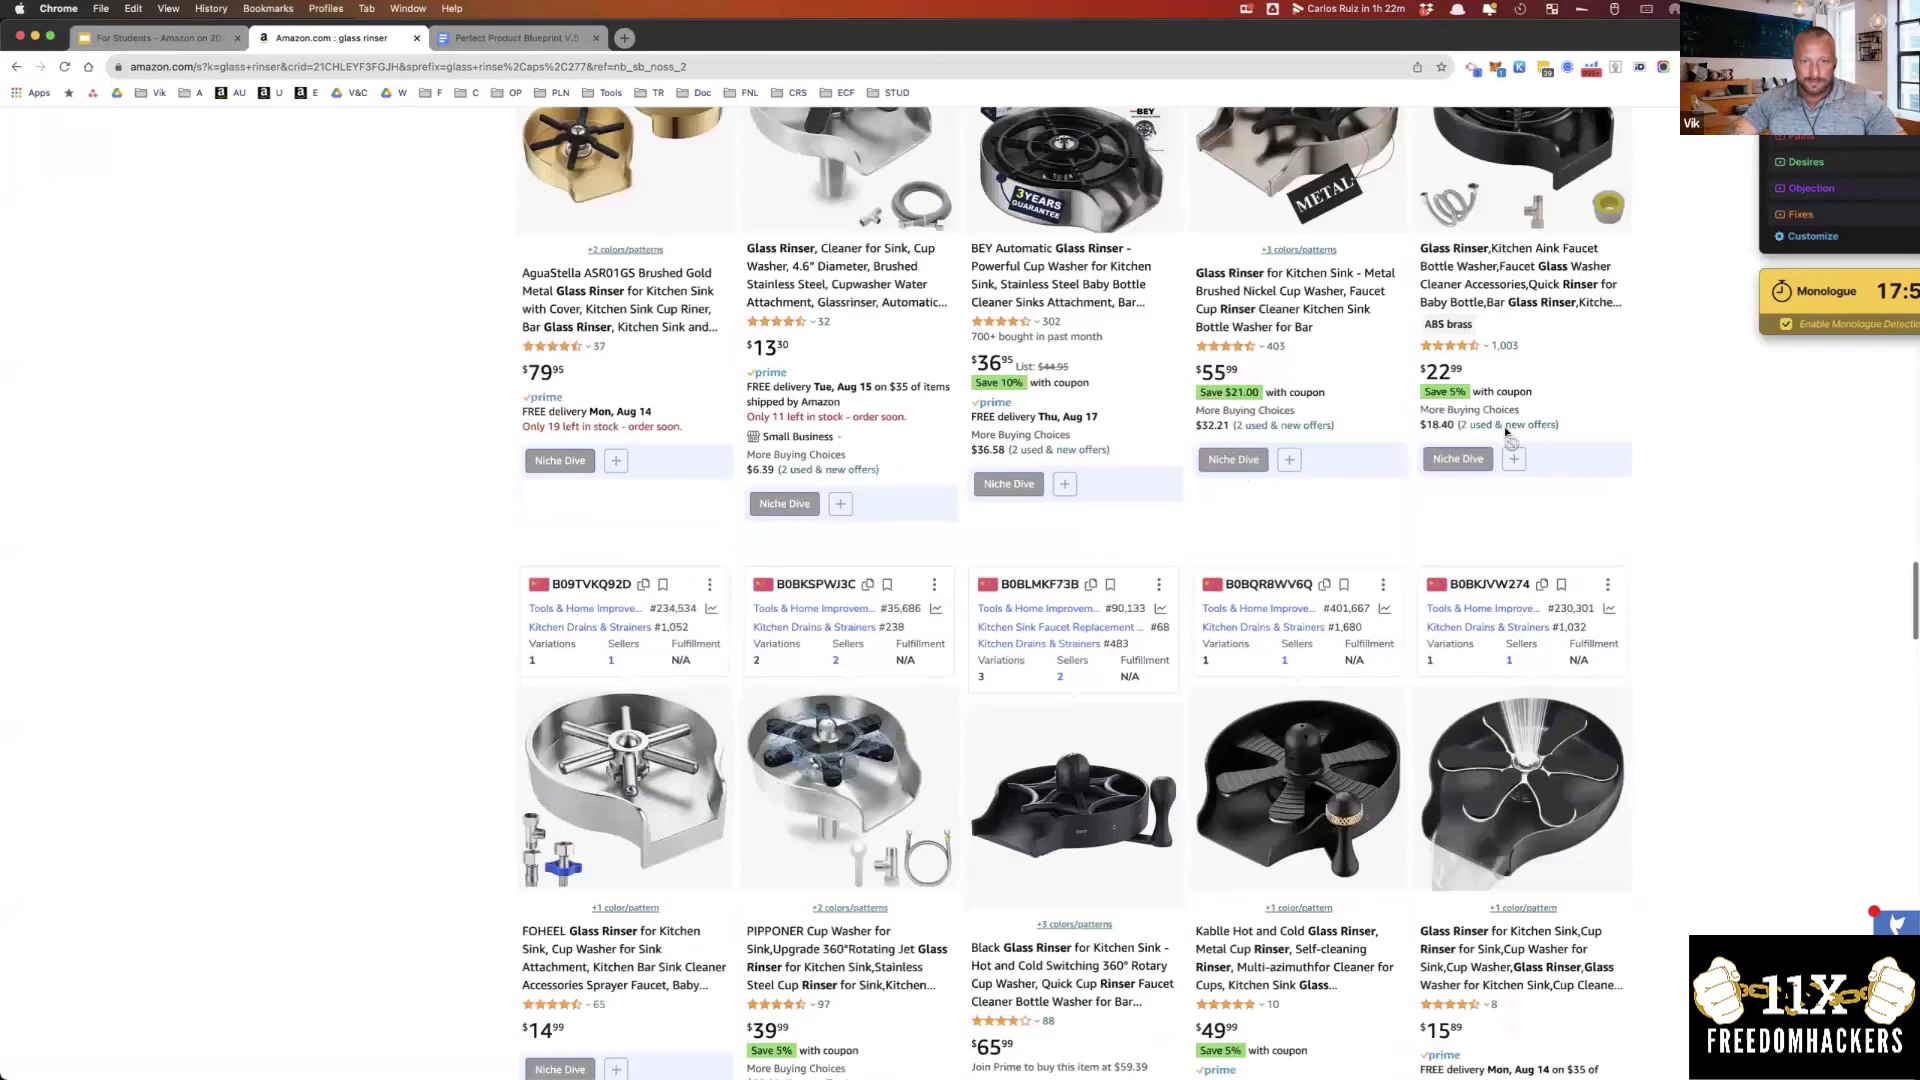 Chrome File Edit View History Bookmarks Profiles Tab Window Help
Carlos Ruiz in 1h 22m
For Students - Amazon on 20
Amazon.com : glass rinser
Perfect Product Blueprint V.5
amazon.com/s?k=glass+rinser&crid=21CHLEYF3FGJH&sprefix=glass+rinse%2Caps%2C277&ref=nb_sb_noss_2
Apps Vik A AU U E V&C W F C OP PLN Tools TR Doc FNL CRS ECF STUD
Vik
Pains
Desires
Objection
Fixes
Customize
Monologue 17:5
Enable Monologue Detectio
BEY
3 YEARS GUARANTEE
METAL
+2 colors/patterns
AguaStella ASR01GS Brushed Gold
Metal Glass Rinser for Kitchen Sink
with Cover, Kitchen Sink Cup Riner,
Bar Glass Rinser, Kitchen Sink and...
37
$79 95
prime
FREE delivery Mon, Aug 14
Only 19 left in stock - order soon.
Niche Dive +
Glass Rinser, Cleaner for Sink, Cup
Washer, 4.6" Diameter, Brushed
Stainless Steel, Cupwasher Water
Attachment, Glassrinser, Automatic...
32
$13 30
prime
FREE delivery Tue, Aug 15 on $35 of items
shipped by Amazon
Only 11 left in stock - order soon.
Small Business
More Buying Choices
$6.39 (2 used & new offers)
Niche Dive +
BEY Automatic Glass Rinser -
Powerful Cup Washer for Kitchen
Sink, Stainless Steel Baby Bottle
Cleaner Sinks Attachment, Bar...
302
700+ bought in past month
$36 95 List: $44.95
Save 10% with coupon
prime
FREE delivery Thu, Aug 17
More Buying Choices
$36.58 (2 used & new offers)
Niche Dive +
+3 colors/patterns
Glass Rinser for Kitchen Sink - Metal
Brushed Nickel Cup Washer, Faucet
Cup Rinser Cleaner Kitchen Sink
Bottle Washer for Bar
403
$55 99
Save $21.00 with coupon
More Buying Choices
$32.21 (2 used & new offers)
Niche Dive +
Glass Rinser,Kitchen Aink Faucet
Bottle Washer,Faucet Glass Washer
Cleaner Accessories,Quick Rinser for
Baby Bottle,Bar Glass Rinser,Kitche...
ABS brass
1,003
$22 99
Save 5% with coupon
More Buying Choices
$18.40 (2 used & new offers)
Niche Dive +
B09TVKQ92D
Tools & Home Improve... #234,534
Kitchen Drains & Strainers #1,052
Variations Sellers Fulfillment
1 1 N/A
B0BKSPWJ3C
Tools & Home Improvem... #35,686
Kitchen Drains & Strainers #238
Variations Sellers Fulfillment
2 2 N/A
B0BLMKF73B
Tools & Home Improvem... #90,133
Kitchen Sink Faucet Replacement ... #68
Kitchen Drains & Strainers #483
Variations Sellers Fulfillment
3 2 N/A
B0BQR8WV6Q
Tools & Home Improve... #401,667
Kitchen Drains & Strainers #1,680
Variations Sellers Fulfillment
1 1 N/A
B0BKJVW274
Tools & Home Improve... #230,301
Kitchen Drains & Strainers #1,032
Variations Sellers Fulfillment
1 1 N/A
+1 color/pattern
FOHEEL Glass Rinser for Kitchen
Sink, Cup Washer for Sink
Attachment, Kitchen Bar Sink Cleaner
Accessories Sprayer Faucet, Baby...
65
$14 99
Niche Dive +
+2 colors/patterns
PIPPONER Cup Washer for
Sink,Upgrade 360°Rotating Jet Glass
Rinser for Kitchen Sink,Stainless
Steel Cup Rinser for Sink,Kitchen...
97
$39 99
Save 5% with coupon
More Buying Choices
+3 colors/patterns
Black Glass Rinser for Kitchen Sink -
Hot and Cold Switching 360° Rotary
Cup Washer, Quick Cup Rinser Faucet
Cleaner Bottle Washer for Bar...
88
$65 99
Join Prime to buy this item at $59.39
+1 color/pattern
Kablle Hot and Cold Glass Rinser,
Metal Cup Rinser, Self-cleaning
Rinser, Multi-azimuthfor Cleaner for
Cups, Kitchen Sink Glass...
10
$49 99
Save 5% with coupon
prime
+1 color/pattern
Glass Rinser for Kitchen Sink,Cup
Rinser for Sink,Cup Washer for
Sink,Cup Washer,Glass Rinser,Glass
Washer for Kitchen Sink,Cup Cleane...
8
$15 89
prime
FREE delivery Mon, Aug 14 on $35 of
11X
FREEDOMHACKERS